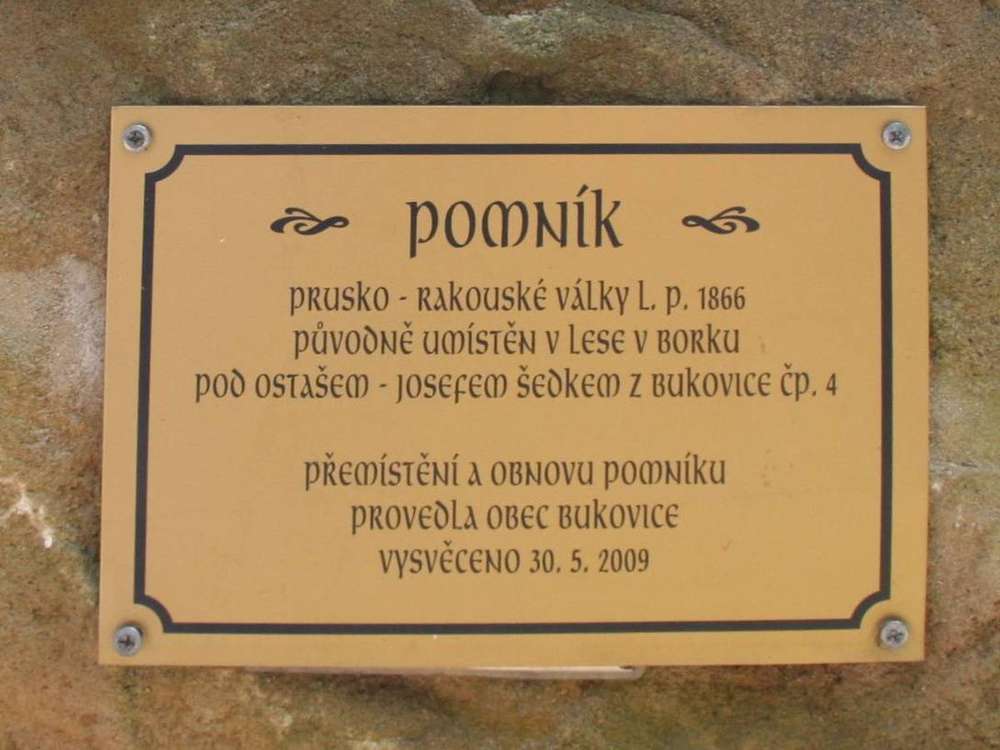 POMNÍK
PRUSKO - RAKOUSKÉ VÁLKY L. P. 1866
PŮVODNĚ UMÍSTĚN V LESE V BORKU
POD OSTAŠEM - JOSEFEM ŠEDKEM Z BUKOVICE ČP. 4
PŘEMÍSTĚNÍ A OBNOVU POMNÍKU
PROVEDLA OBEC BUKOVICE
VYSVĚCENO 30. 5. 2009